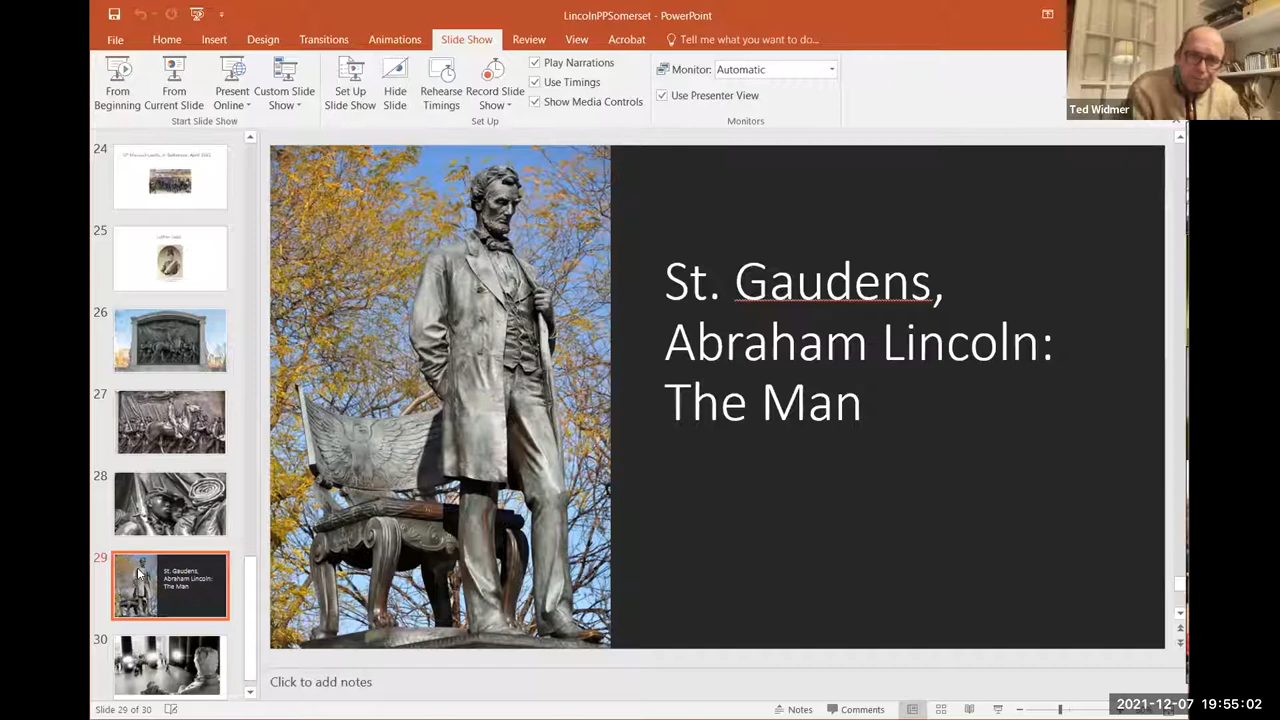 LincolnPPSomerset - PowerPoint
File Home Insert Design Transitions Animations Slide Show Review View Acrobat Tell me what you want to do...
From Beginning
From Current Slide
Present Online
Custom Slide Show
Start Slide Show
Set Up Slide Show
Hide Slide
Rehearse Timings
Record Slide Show
Play Narrations
Use Timings
Show Media Controls
Set Up
Monitor: Automatic
Use Presenter View
Monitors
Ted Widmer
24
25
26
27
28
29
St. Gaudens,
Abraham Lincoln:
The Man
30
St. Gaudens,
Abraham Lincoln:
The Man
Click to add notes
Slide 29 of 30
Notes Comments
2021-12-07 19:55:02